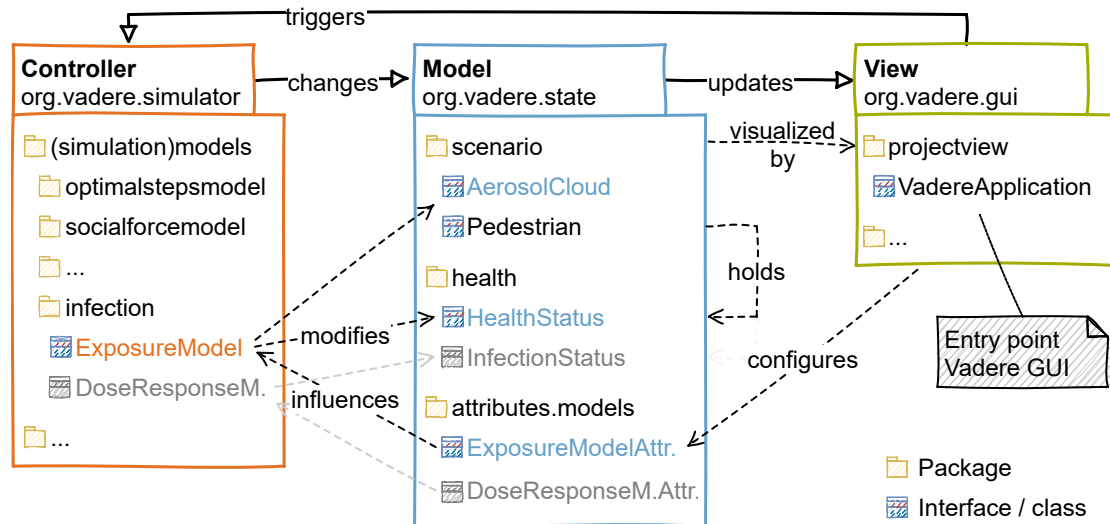 triggers
Controller
org.vadere.simulator
changes
Model
org.vadere.state
updates
View
org.vadere.gui
(simulation)models
optimalstepsmodel
socialforcemodel
...
infection
ExposureModel
DoseResponseM.
...
modifies
influences
scenario
AerosolCloud
Pedestrian
health
HealthStatus
InfectionStatus
attributes.models
ExposureModelAttr.
DoseResponseM.Attr.
visualized
by
holds
configures
projectview
VadereApplication
...
Entry point
Vadere GUI
Package
Interface / class